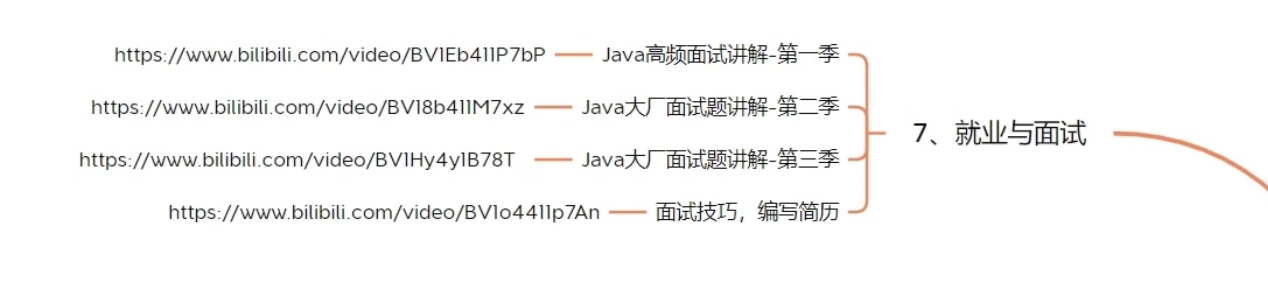 https://www.bilibili.com/video/BV1Eb411P7bP Java高频面试讲解-第一季
https://www.bilibili.com/video/BV18b411M7xz Java大厂面试题讲解-第二季
7、就业与面试
https://www.bilibili.com/video/BV1Hy4y1B78T Java大厂面试题讲解-第三季
https://www.bilibili.com/video/BV1o4411p7An 面试技巧，编写简历